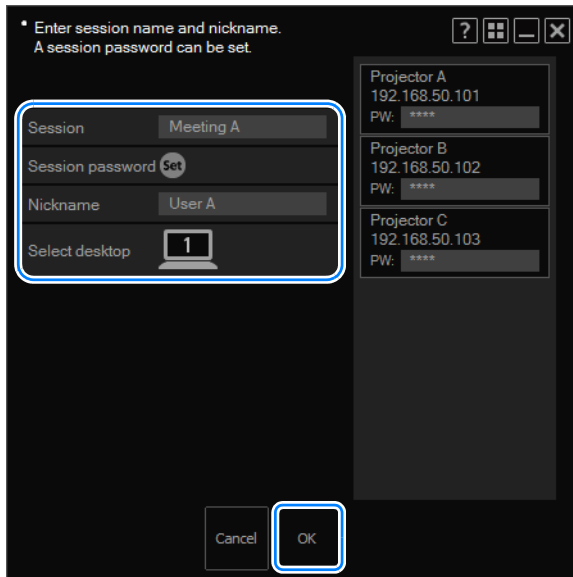 • Enter session name and nickname.
A session password can be set.
?
Session Meeting A
Session password Set
Nickname User A
Select desktop 1
Projector A
192.168.50.101
PW: ****
Projector B
192.168.50.102
PW: ****
Projector C
192.168.50.103
PW: ****
Cancel OK